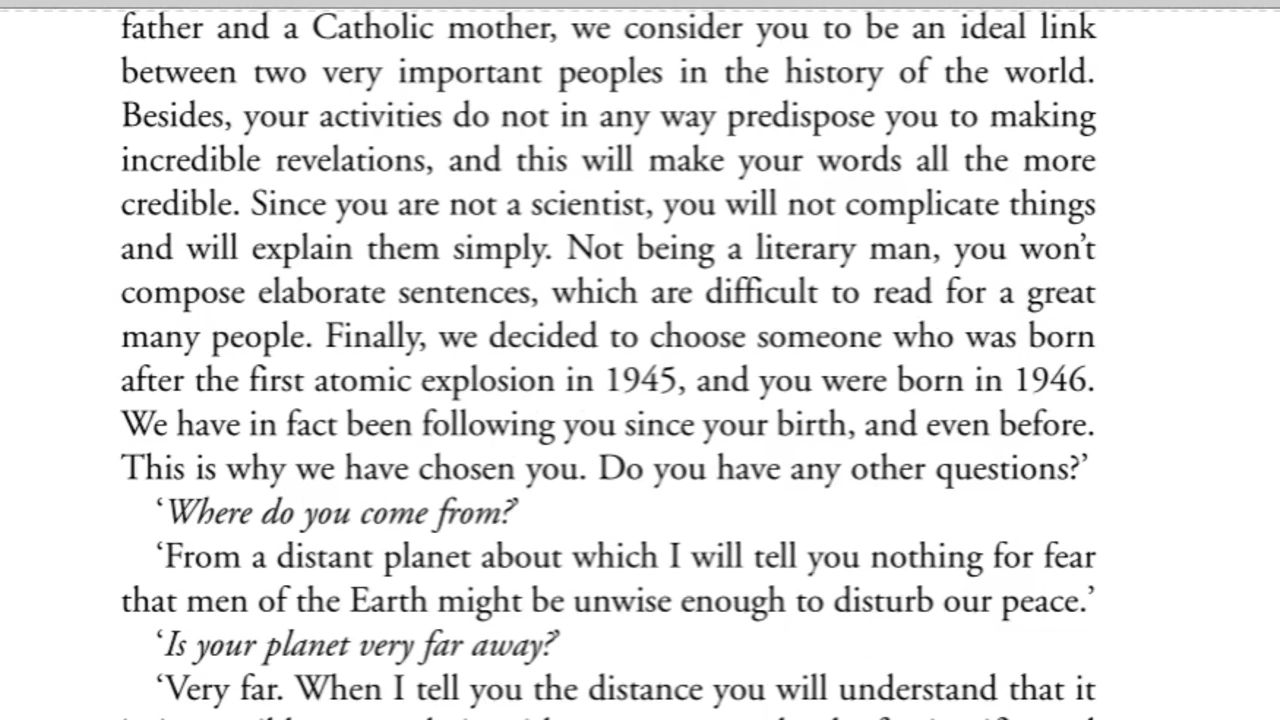 father and a Catholic mother, we consider you to be an ideal link
between two very important peoples in the history of the world.
Besides, your activities do not in any way predispose you to making
incredible revelations, and this will make your words all the more
credible. Since you are not a scientist, you will not complicate things
and will explain them simply. Not being a literary man, you won’t
compose elaborate sentences, which are difficult to read for a great
many people. Finally, we decided to choose someone who was born
after the first atomic explosion in 1945, and you were born in 1946.
We have in fact been following you since your birth, and even before.
This is why we have chosen you. Do you have any other questions?’
‘Where do you come from?’
‘From a distant planet about which I will tell you nothing for fear
that men of the Earth might be unwise enough to disturb our peace.’
‘Is your planet very far away?’
‘Very far. When I tell you the distance you will understand that it